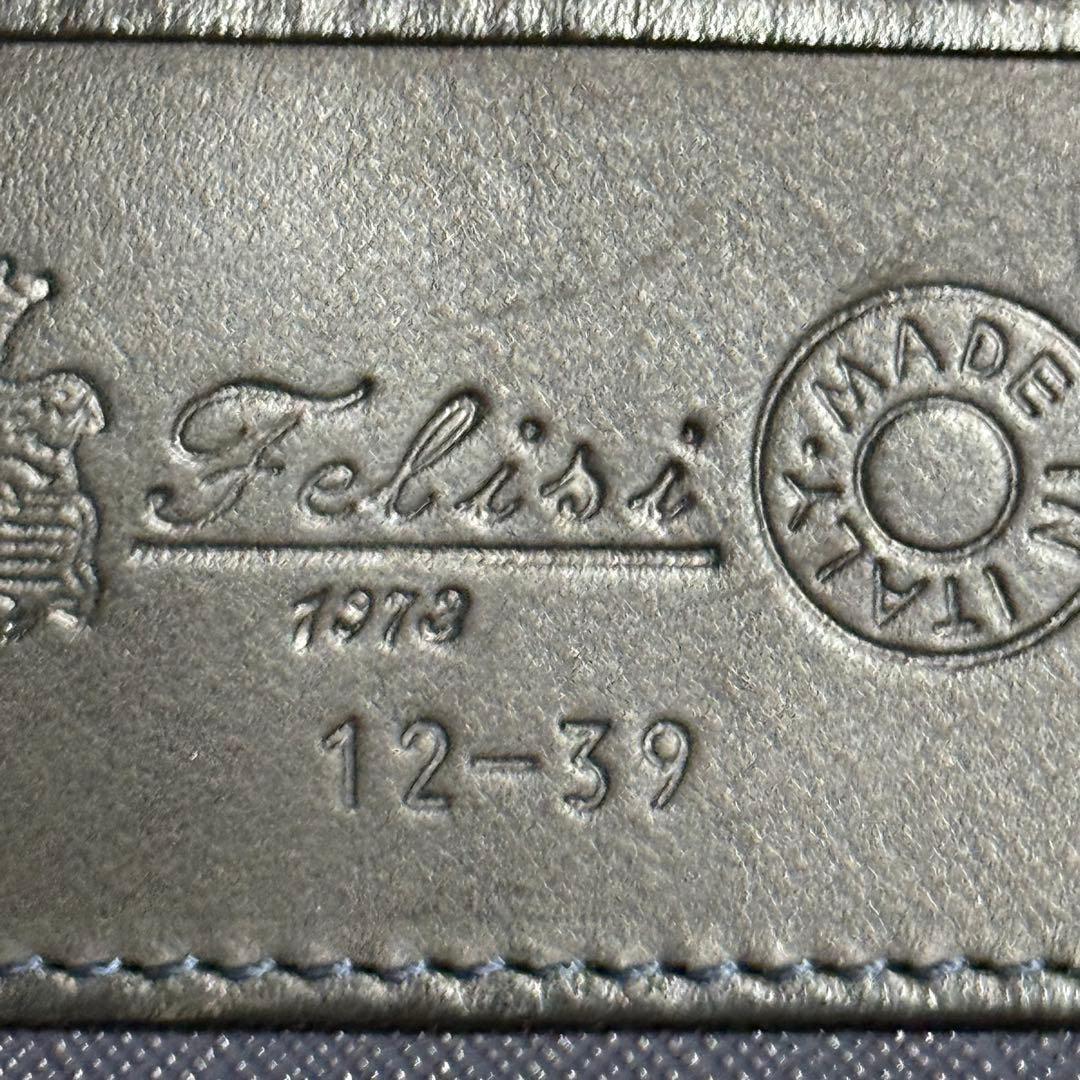 Felisi
1973
12-39
MADE IN ITALY·